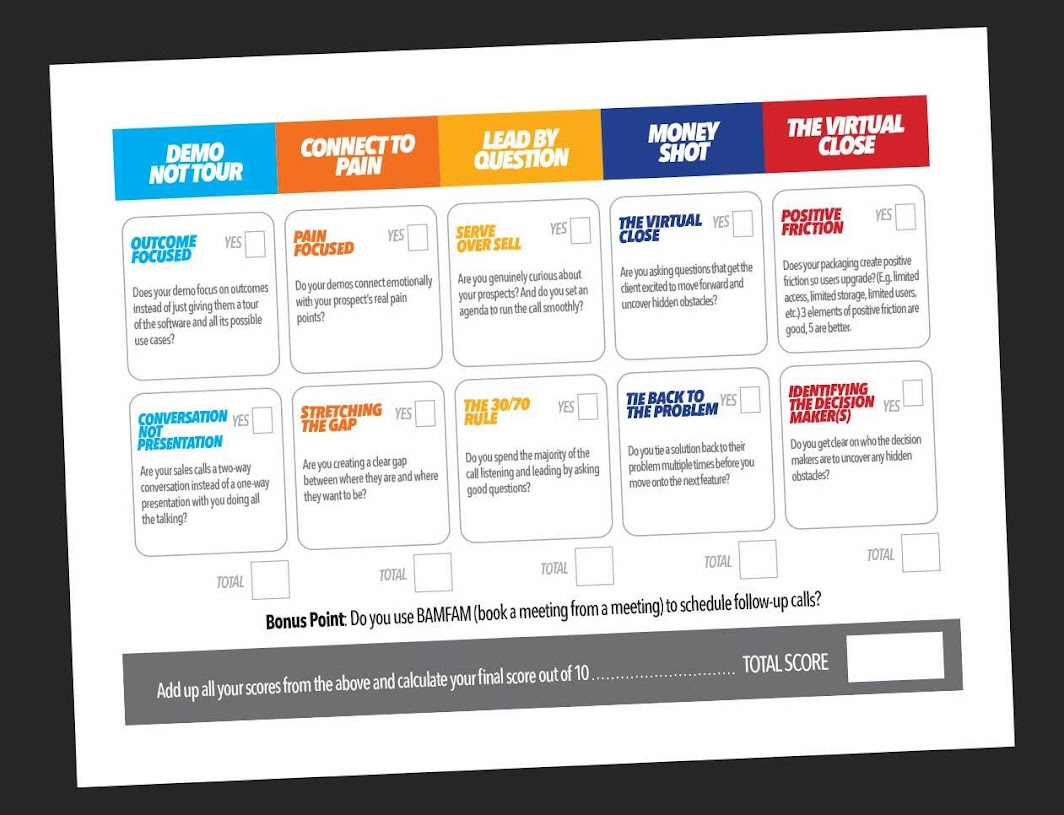 DEMO
NOT TOUR
CONNECT TO
PAIN
LEAD BY
QUESTION
MONEY
SHOT
THE VIRTUAL
CLOSE
OUTCOME
FOCUSED
YES
Does your demo focus on outcomes
instead of just giving them a tour
of the software and all its possible
use cases?
PAIN
FOCUSED
YES
Do your demos connect emotionally
with your prospect's real pain
points?
SERVE
OVER SELL
YES
Are you genuinely curious about
your prospects? And do you set an
agenda to run the call smoothly?
THE VIRTUAL
CLOSE
YES
Are you asking questions that get the
client excited to move forward and
uncover hidden obstacles?
POSITIVE
FRICTION
YES
Does your packaging create positive
friction so users upgrade? (E.g. limited
access, limited storage, limited users,
etc.) 3 elements of positive friction are
good, 5 are better.
CONVERSATION
NOT
PRESENTATION
YES
Are your sales calls a two-way
conversation instead of a one-way
presentation with you doing all
the talking?
STRETCHING
THE GAP
YES
Are you creating a clear gap
between where they are and where
they want to be?
THE 30/70
RULE
YES
Do you spend the majority of the
call listening and leading by asking
good questions?
TIE BACK TO
THE PROBLEM
YES
Do you tie a solution back to their
problem multiple times before you
move onto the next feature?
IDENTIFYING
THE DECISION
MAKER(S)
YES
Do you get clear on who the decision
makers are to uncover any hidden
obstacles?
TOTAL
TOTAL
TOTAL
TOTAL
TOTAL
Bonus Point: Do you use BAMFAM (book a meeting from a meeting) to schedule follow-up calls?
Add up all your scores from the above and calculate your final score out of 10.............................. TOTAL SCORE